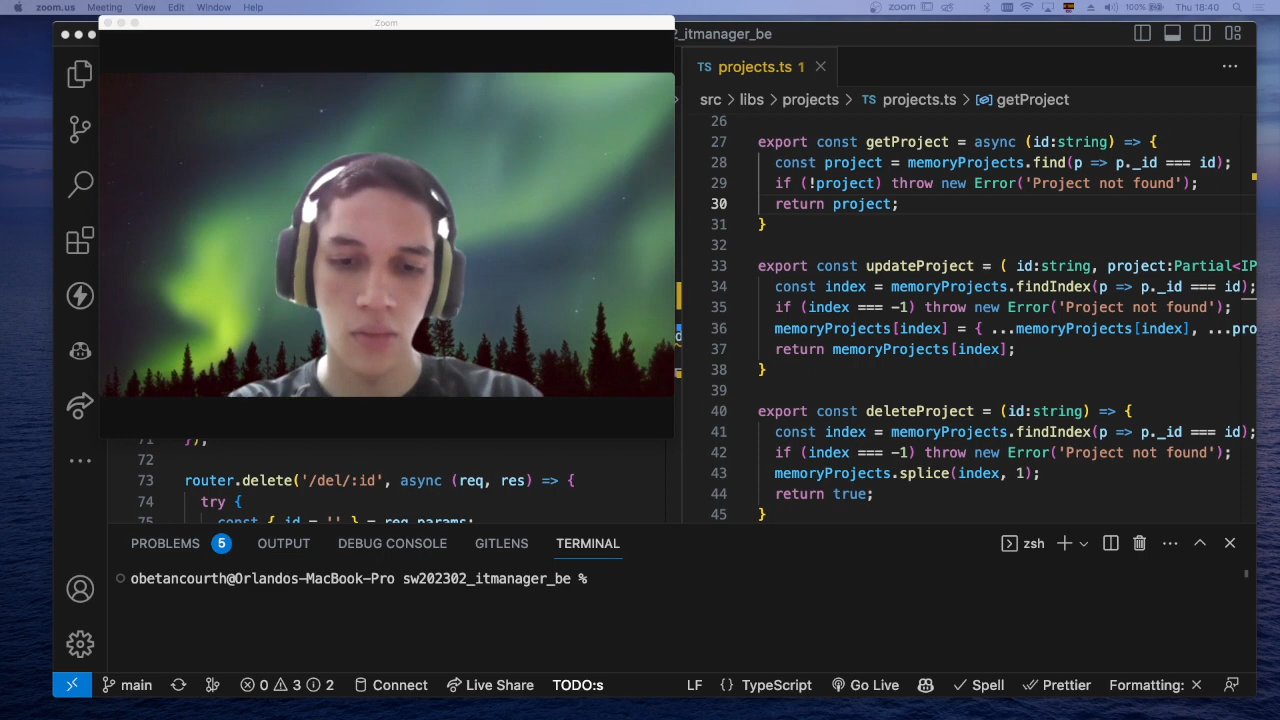 zoom.us Meeting View Edit Window Help
zoom 100% Thu 18:40
Zoom
_itmanager_be
TS projects.ts 1
src > libs > projects > TS projects.ts > getProject
26
27 export const getProject = async (id:string) => {
28 const project = memoryProjects.find(p => p._id === id);
29 if (!project) throw new Error('Project not found');
30 return project;
31 }
32
33 export const updateProject = ( id:string, project:Partial<IP
34 const index = memoryProjects.findIndex(p => p._id === id);
35 if (index === -1) throw new Error('Project not found');
36 memoryProjects[index] = { ...memoryProjects[index], ...pro
37 return memoryProjects[index];
38 }
39
40 export const deleteProject = (id:string) => {
41 const index = memoryProjects.findIndex(p => p._id === id);
42 if (index === -1) throw new Error('Project not found');
43 memoryProjects.splice(index, 1);
44 return true;
45 }
71 });
72
73 router.delete('/del/:id', async (req, res) => {
74 try {
75 const { id = '' } = req.params;
PROBLEMS 5 OUTPUT DEBUG CONSOLE GITLENS TERMINAL
zsh
obetancourth@Orlandos-MacBook-Pro sw202302_itmanager_be %
main 0 3 2 Connect Live Share TODO:s LF {} TypeScript Go Live Spell Prettier Formatting: ×